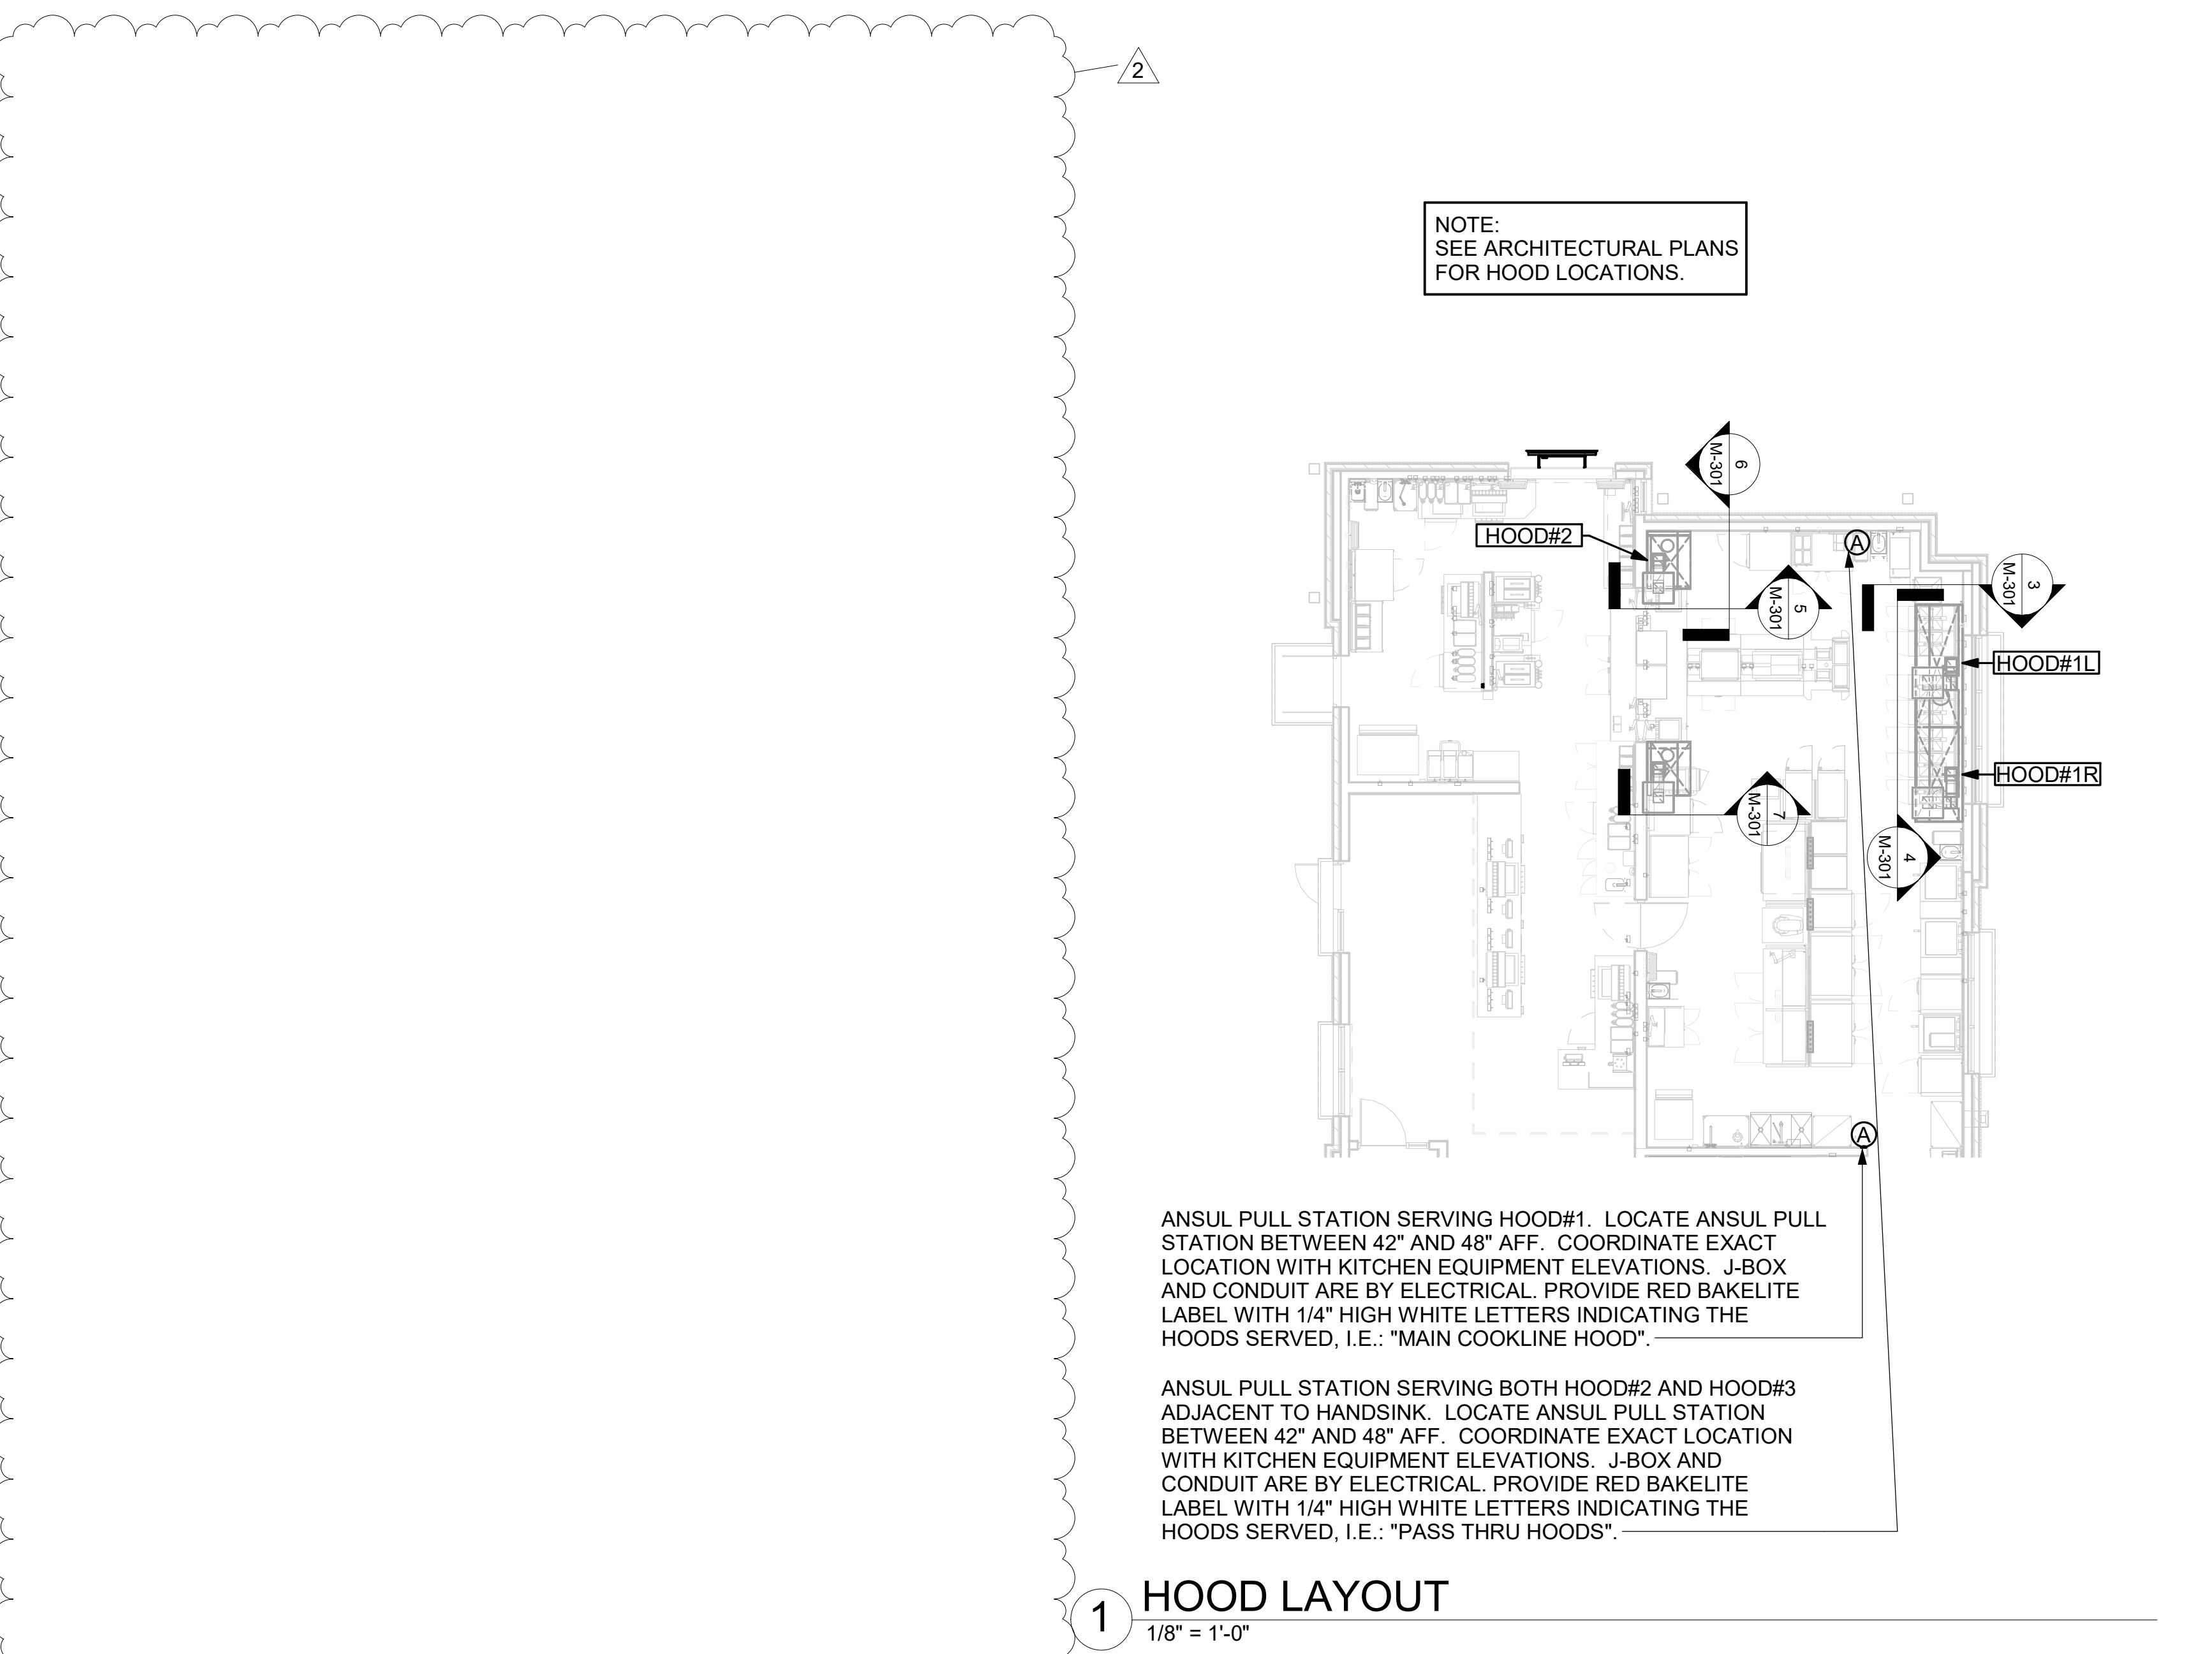 2
NOTE:
SEE ARCHITECTURAL PLANS
FOR HOOD LOCATIONS.
6
M-301
HOOD#2
A
5
M-301
3
M-301
HOOD#1L
HOOD#1R
7
M-301
4
M-301
A
ANSUL PULL STATION SERVING HOOD#1. LOCATE ANSUL PULL
STATION BETWEEN 42" AND 48" AFF. COORDINATE EXACT
LOCATION WITH KITCHEN EQUIPMENT ELEVATIONS. J-BOX
AND CONDUIT ARE BY ELECTRICAL. PROVIDE RED BAKELITE
LABEL WITH 1/4" HIGH WHITE LETTERS INDICATING THE
HOODS SERVED, I.E.: "MAIN COOKLINE HOOD".
ANSUL PULL STATION SERVING BOTH HOOD#2 AND HOOD#3
ADJACENT TO HANDSINK. LOCATE ANSUL PULL STATION
BETWEEN 42" AND 48" AFF. COORDINATE EXACT LOCATION
WITH KITCHEN EQUIPMENT ELEVATIONS. J-BOX AND
CONDUIT ARE BY ELECTRICAL. PROVIDE RED BAKELITE
LABEL WITH 1/4" HIGH WHITE LETTERS INDICATING THE
HOODS SERVED, I.E.: "PASS THRU HOODS".
1
HOOD LAYOUT
1/8" = 1'-0"